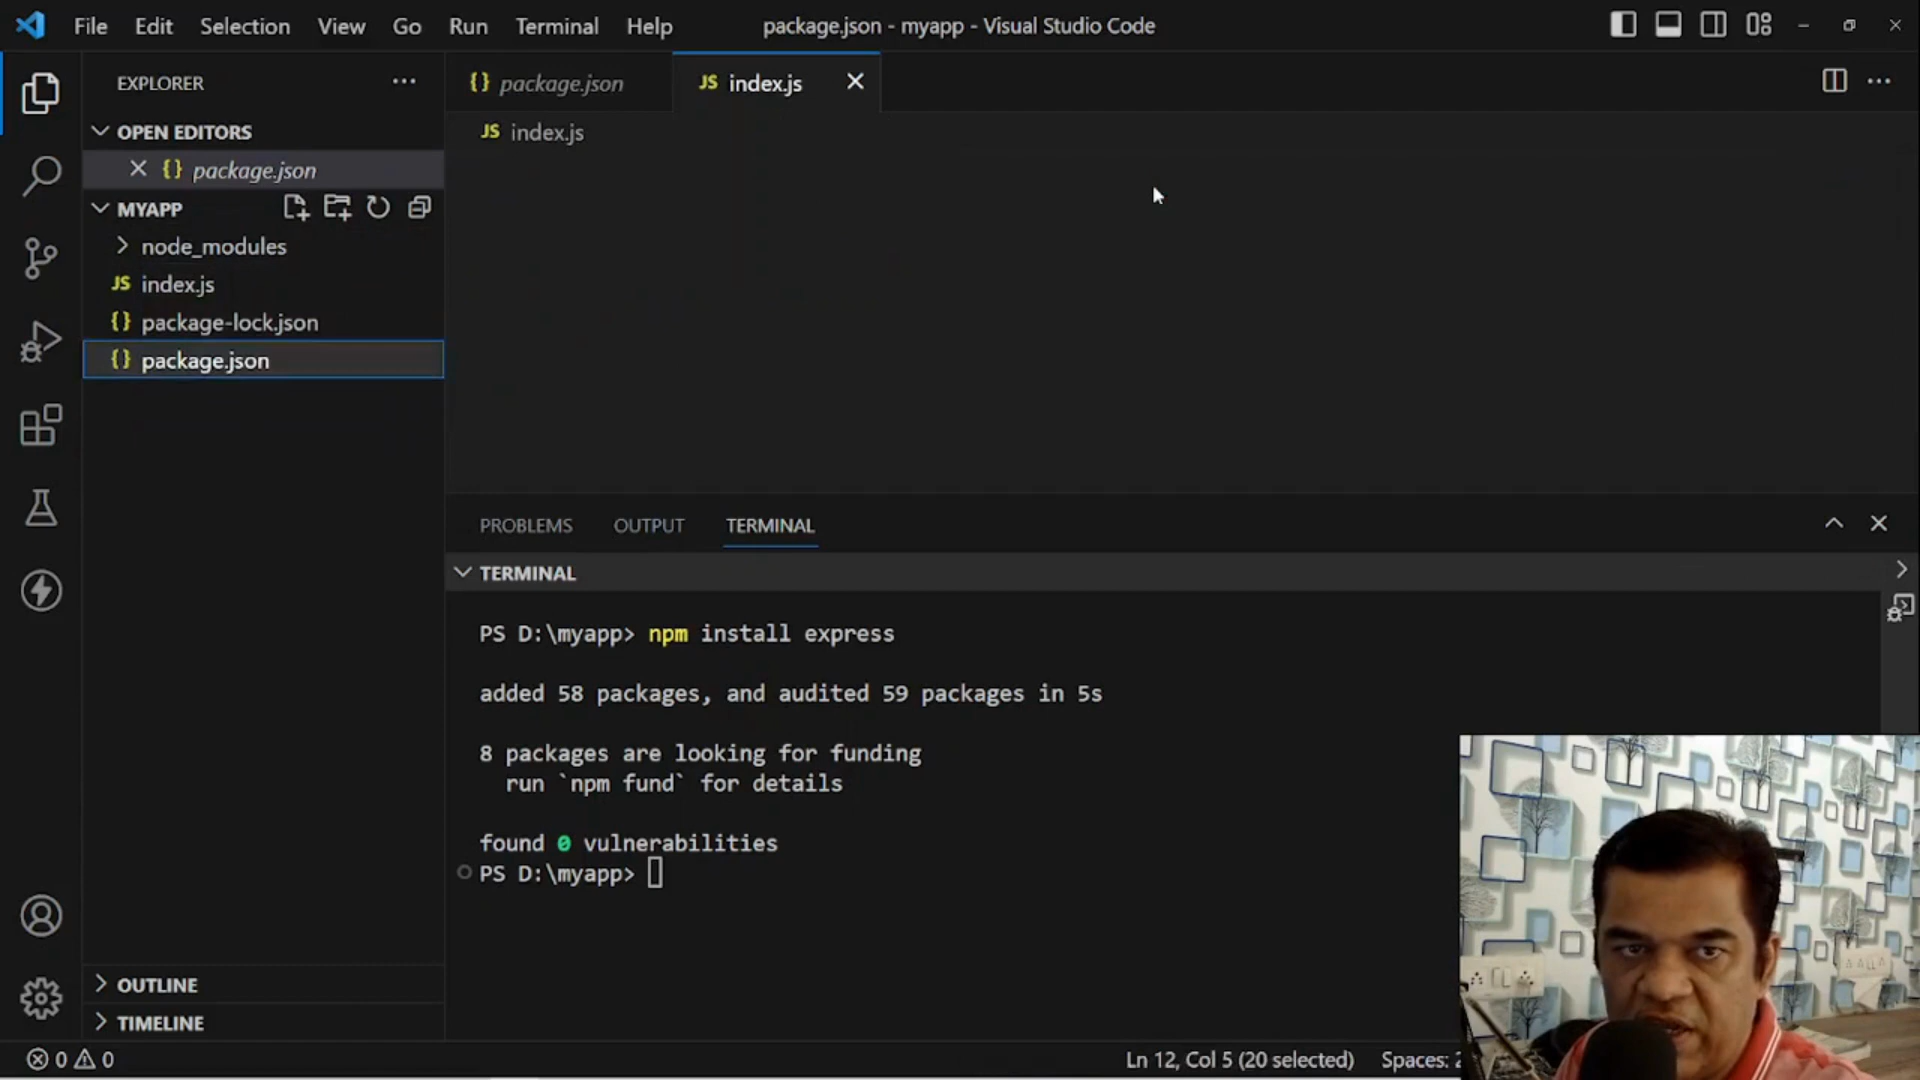 File Edit Selection View Go Run Terminal Help
package.json - myapp - Visual Studio Code
EXPLORER
OPEN EDITORS
package.json
MYAPP
node_modules
JS index.js
{} package-lock.json
{} package.json
OUTLINE
TIMELINE
{} package.json
JS index.js
JS index.js
PROBLEMS OUTPUT TERMINAL
TERMINAL
PS D:\myapp> npm install express
added 58 packages, and audited 59 packages in 5s
8 packages are looking for funding
run `npm fund` for details
found 0 vulnerabilities
PS D:\myapp>
0 0
Ln 12, Col 5 (20 selected) Spaces: